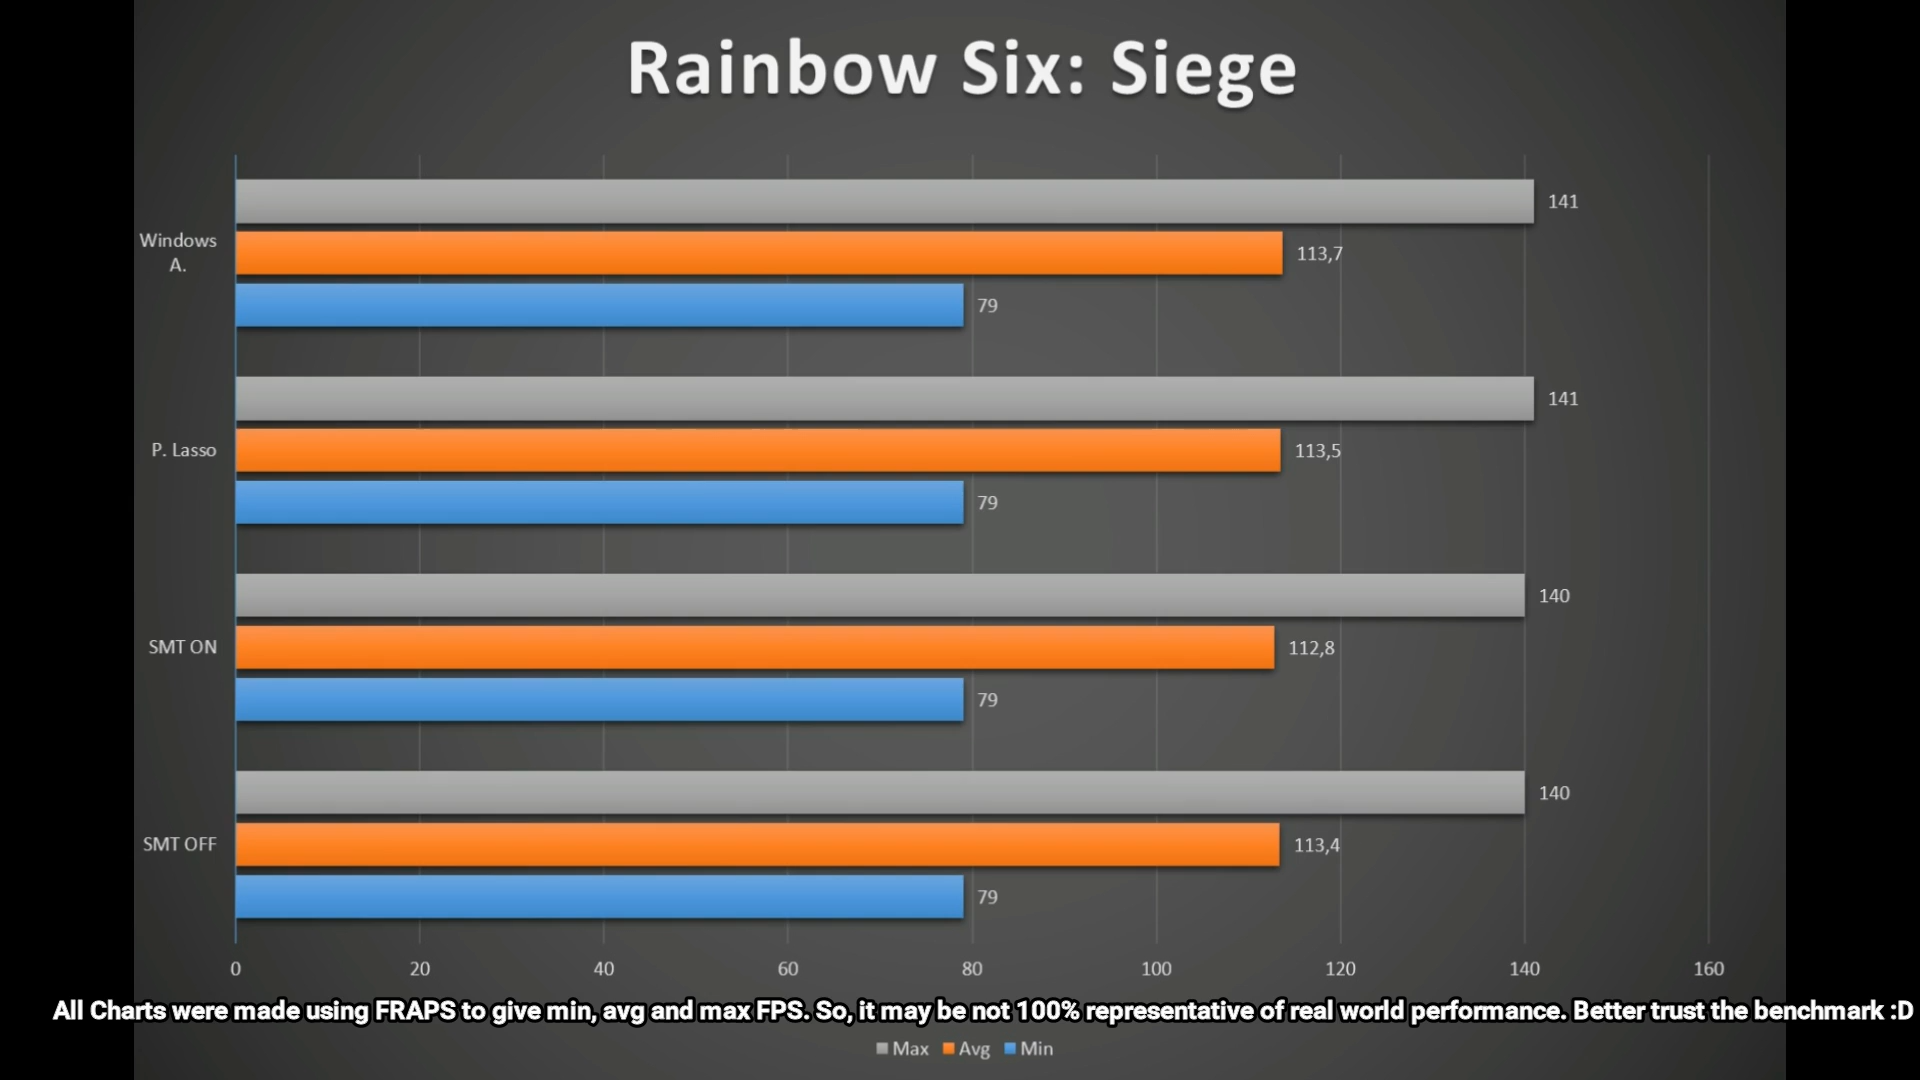 Rainbow Six: Siege
141
Windows
A.
113,7
79
141
P. Lasso
113,5
79
140
SMT ON
112,8
79
140
SMT OFF
113,4
79
0 20 40 60 80 100 120 140 160
All Charts were made using FRAPS to give min, avg and max FPS. So, it may be not 100% representative of real world performance. Better trust the benchmark :D
Max Avg Min